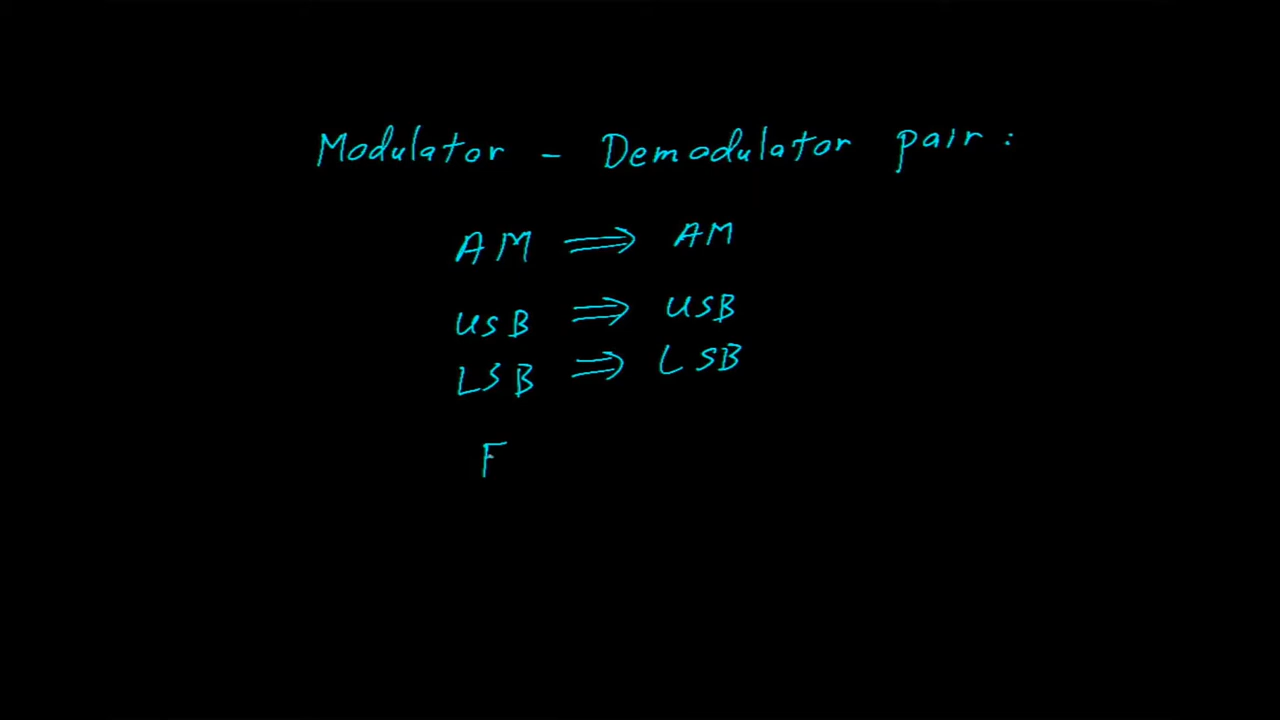 Modulator - Demodulator pair:
AM ⇒ AM
USB ⇒ USB
LSB ⇒ LSB
F